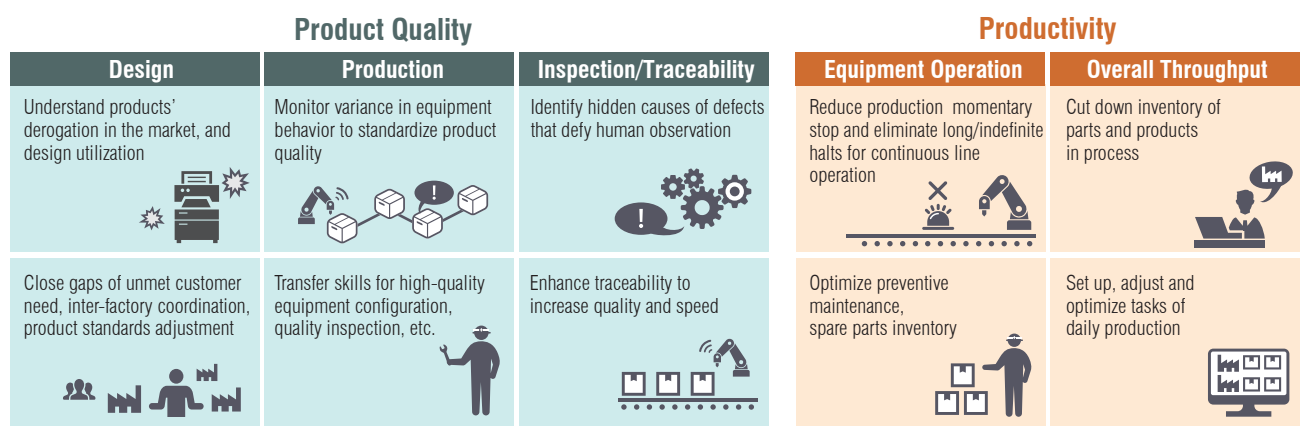 Product Quality
Productivity
Design
Production
Inspection/Traceability
Equipment Operation
Overall Throughput
Understand products'
derogation in the market, and
design utilization
Monitor variance in equipment
behavior to standardize product
quality
!
Identify hidden causes of defects
that defy human observation
!
Reduce production momentary
stop and eliminate long/indefinite
halts for continuous line
operation
Cut down inventory of
parts and products
in process
Close gaps of unmet customer
need, inter-factory coordination,
product standards adjustment
Transfer skills for high-quality
equipment configuration,
quality inspection, etc.
Enhance traceability to
increase quality and speed
Optimize preventive
maintenance,
spare parts inventory
Set up, adjust and
optimize tasks of
daily production